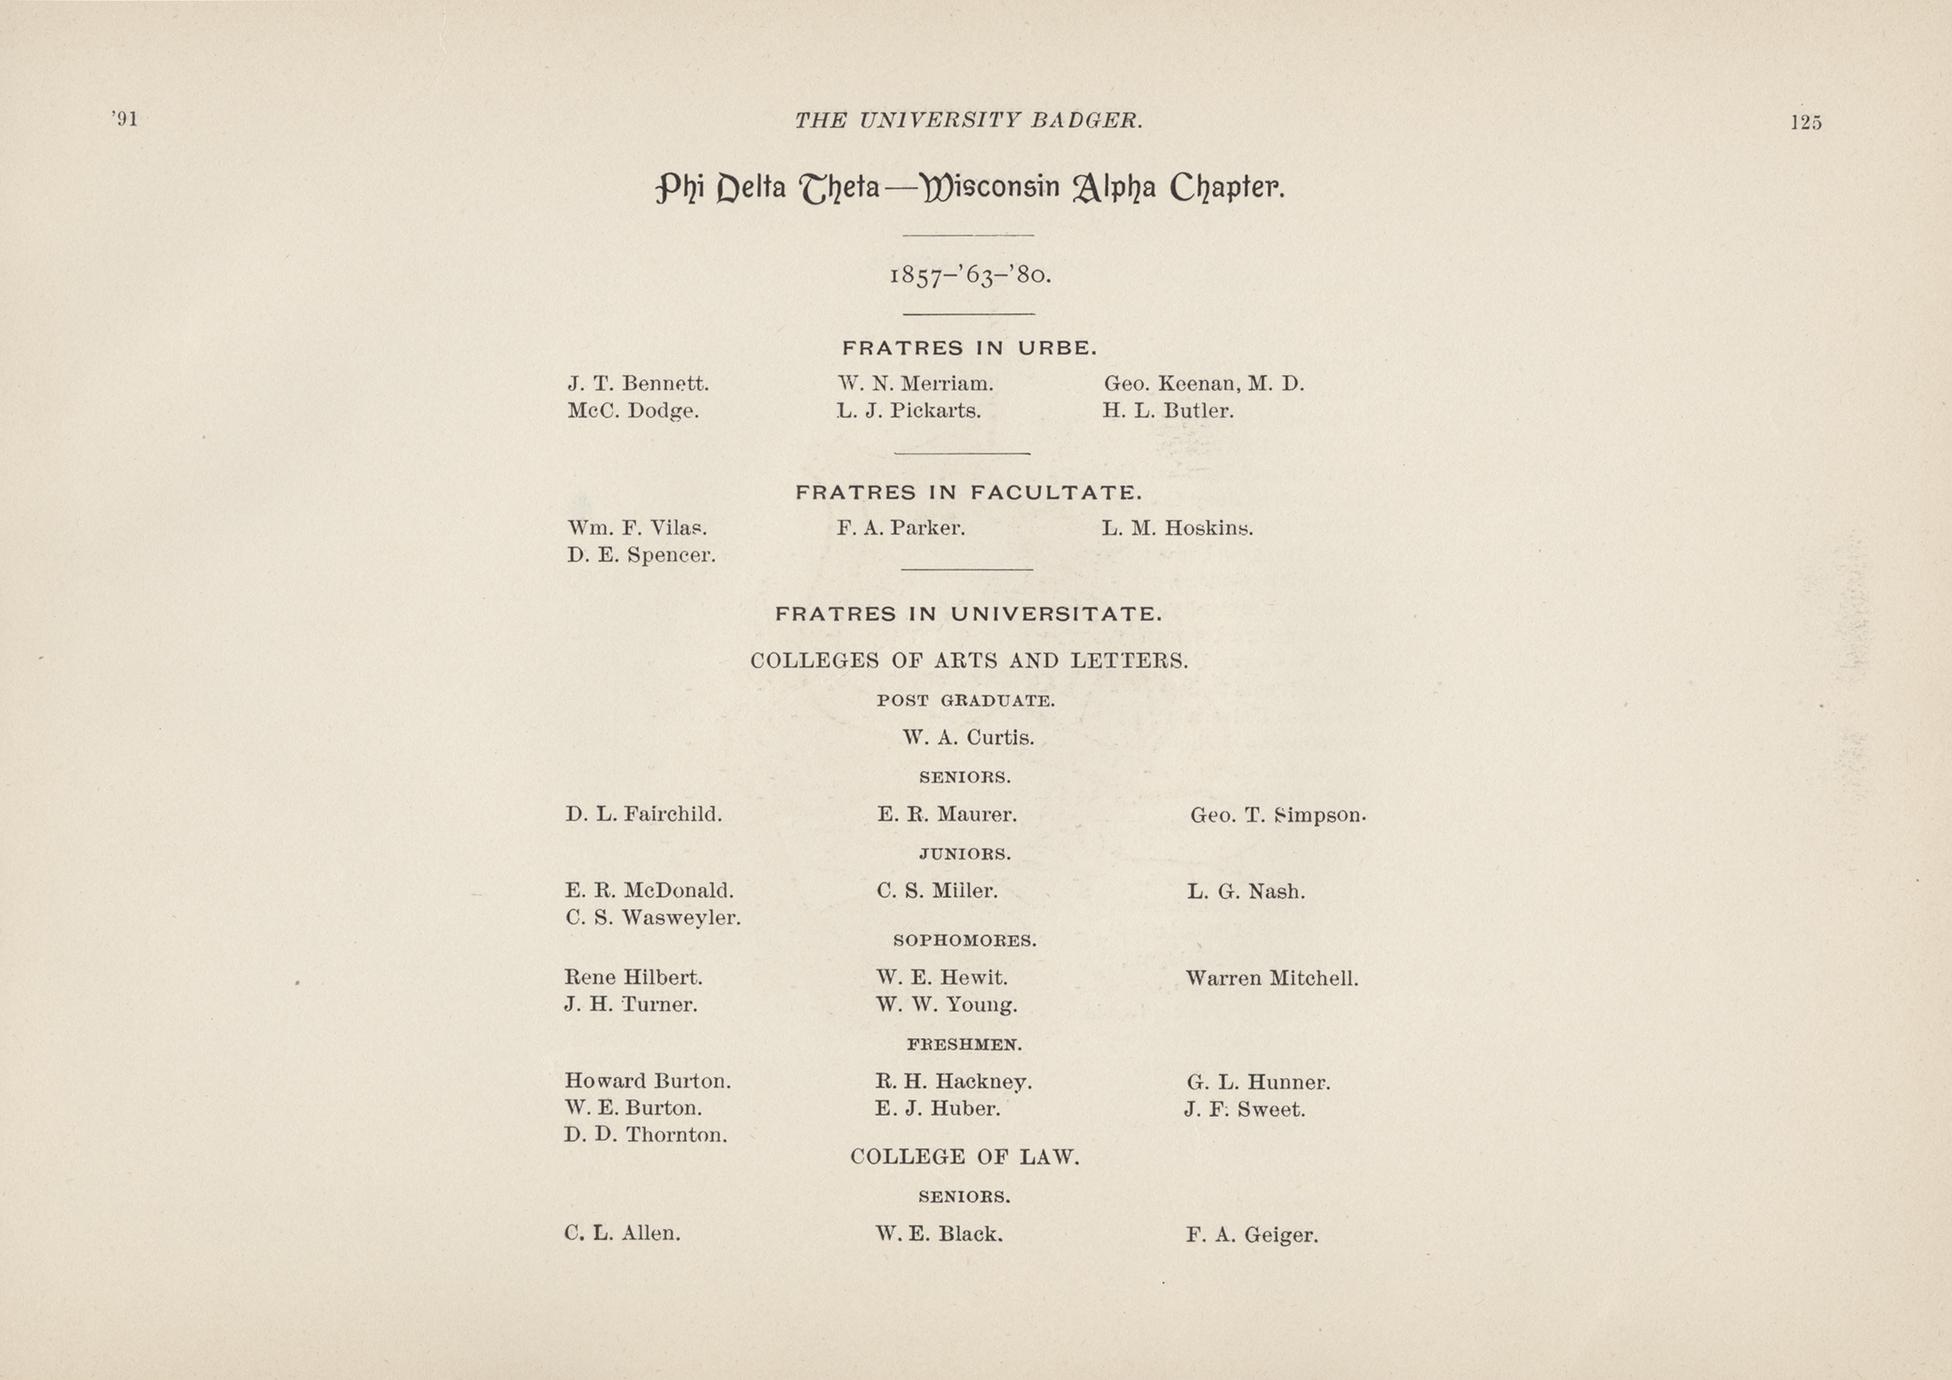 '91 THE UNIVERSITY BADGER. 125
Phi Delta Theta—Wisconsin Alpha Chapter.
1857–'63–'80.
FRATRES IN URBE.
J. T. Bennett. W. N. Merriam. Geo. Keenan, M. D.
McC. Dodge. L. J. Pickarts. H. L. Butler.
FRATRES IN FACULTATE.
Wm. F. Vilas. F. A. Parker. L. M. Hoskins.
D. E. Spencer.
FRATRES IN UNIVERSITATE.
COLLEGES OF ARTS AND LETTERS.
POST GRADUATE.
W. A. Curtis.
SENIORS.
D. L. Fairchild. E. R. Maurer. Geo. T. Simpson.
JUNIORS.
E. R. McDonald. C. S. Miller. L. G. Nash.
C. S. Wasweyler.
SOPHOMORES.
Rene Hilbert. W. E. Hewit. Warren Mitchell.
J. H. Turner. W. W. Young.
FRESHMEN.
Howard Burton. R. H. Hackney. G. L. Hunner.
W. E. Burton. E. J. Huber. J. F. Sweet.
D. D. Thornton.
COLLEGE OF LAW.
SENIORS.
C. L. Allen. W. E. Black. F. A. Geiger.